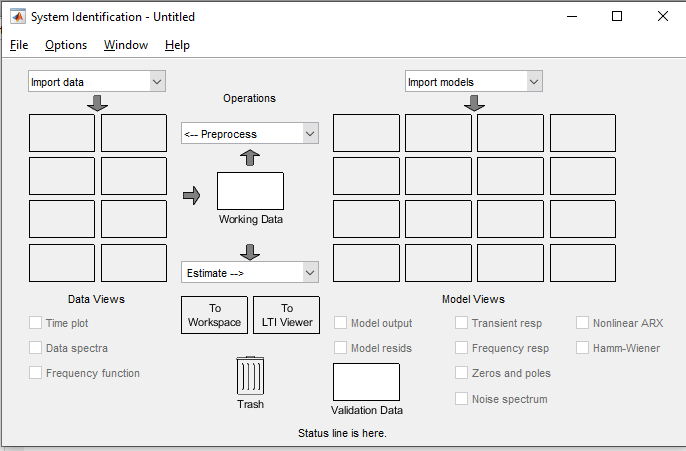 System Identification - Untitled
File Options Window Help
Import data
Import models
Operations
<-- Preprocess
Working Data
Estimate -->
Data Views
To
Workspace
To
LTI Viewer
Model Views
Time plot
Data spectra
Frequency function
Model output
Model resids
Transient resp
Frequency resp
Zeros and poles
Noise spectrum
Nonlinear ARX
Hamm-Wiener
Trash
Validation Data
Status line is here.